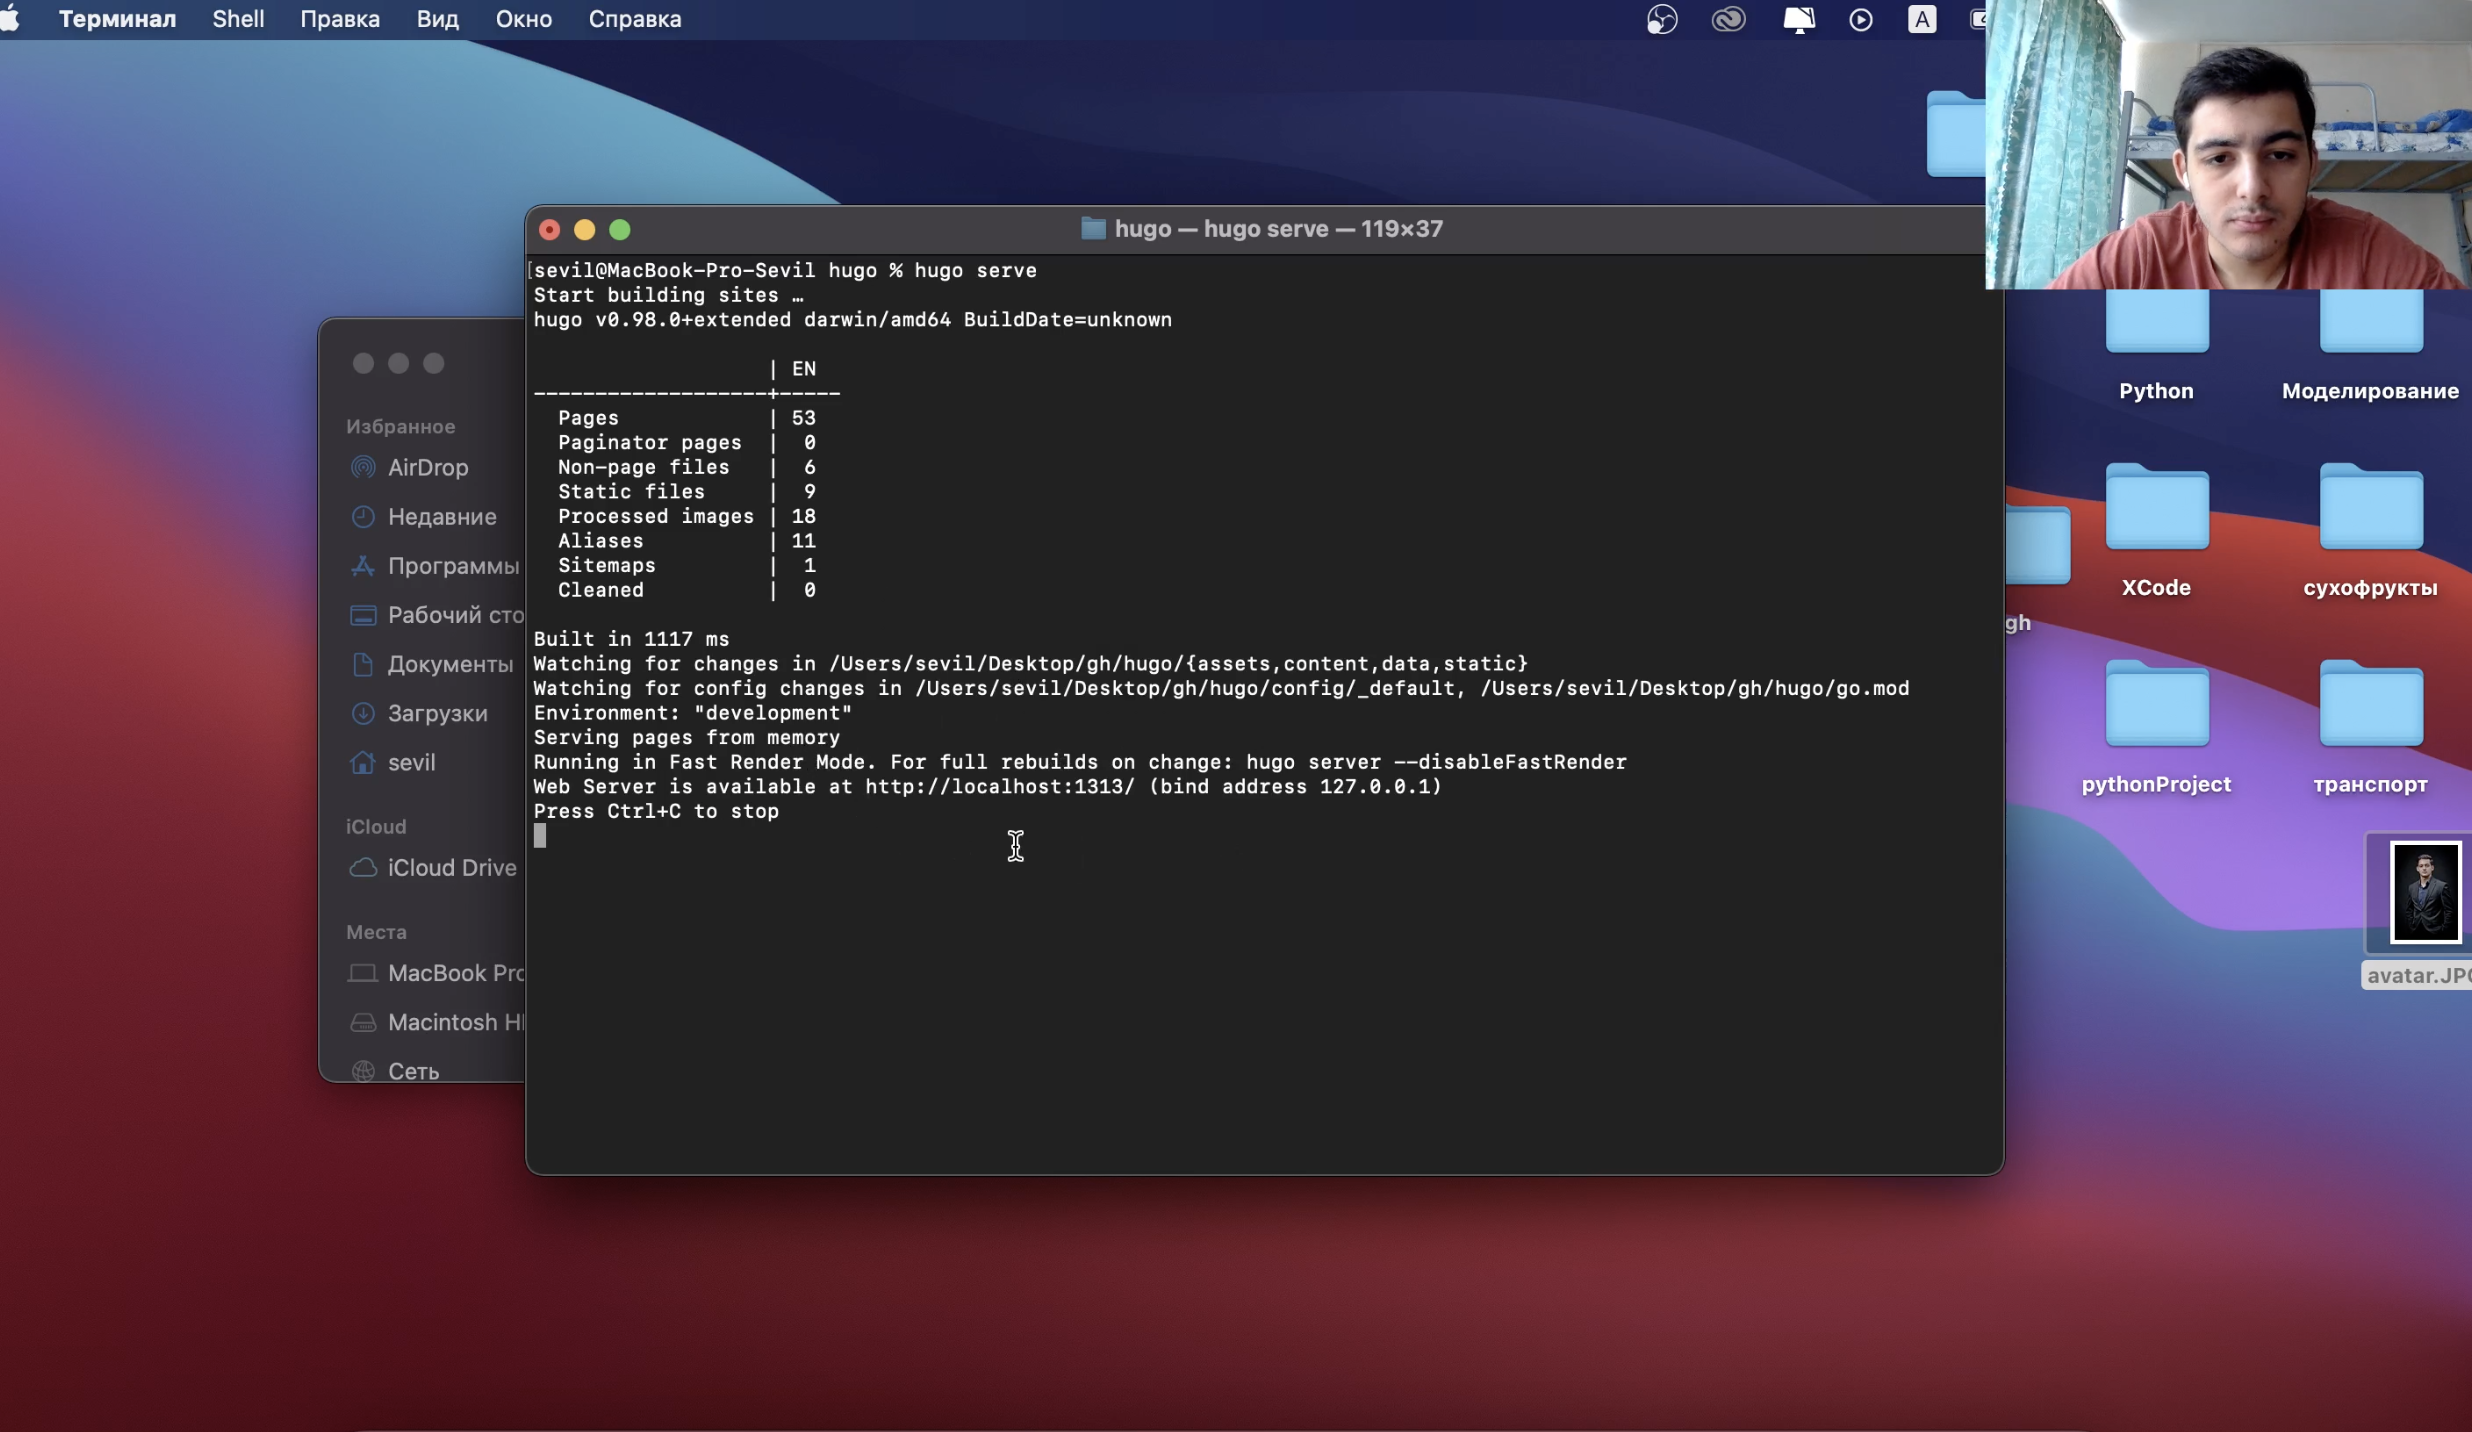 Терминал Shell Правка Вид Окно Справка A
hugo — hugo serve — 119×37
[sevil@MacBook-Pro-Sevil hugo % hugo serve
Start building sites …
hugo v0.98.0+extended darwin/amd64 BuildDate=unknown
| EN
-------------------+-----
Pages | 53
Paginator pages | 0
Non-page files | 6
Static files | 9
Processed images | 18
Aliases | 11
Sitemaps | 1
Cleaned | 0
Built in 1117 ms
Watching for changes in /Users/sevil/Desktop/gh/hugo/{assets,content,data,static}
Watching for config changes in /Users/sevil/Desktop/gh/hugo/config/_default, /Users/sevil/Desktop/gh/hugo/go.mod
Environment: "development"
Serving pages from memory
Running in Fast Render Mode. For full rebuilds on change: hugo server --disableFastRender
Web Server is available at http://localhost:1313/ (bind address 127.0.0.1)
Press Ctrl+C to stop
Избранное
AirDrop
Недавние
Программы
Рабочий сто
Документы
Загрузки
sevil
iCloud
iCloud Drive
Места
MacBook Pro
Macintosh H
Сеть
Python
Моделирование
XCode
сухофрукты
gh
pythonProject
транспорт
avatar.JP